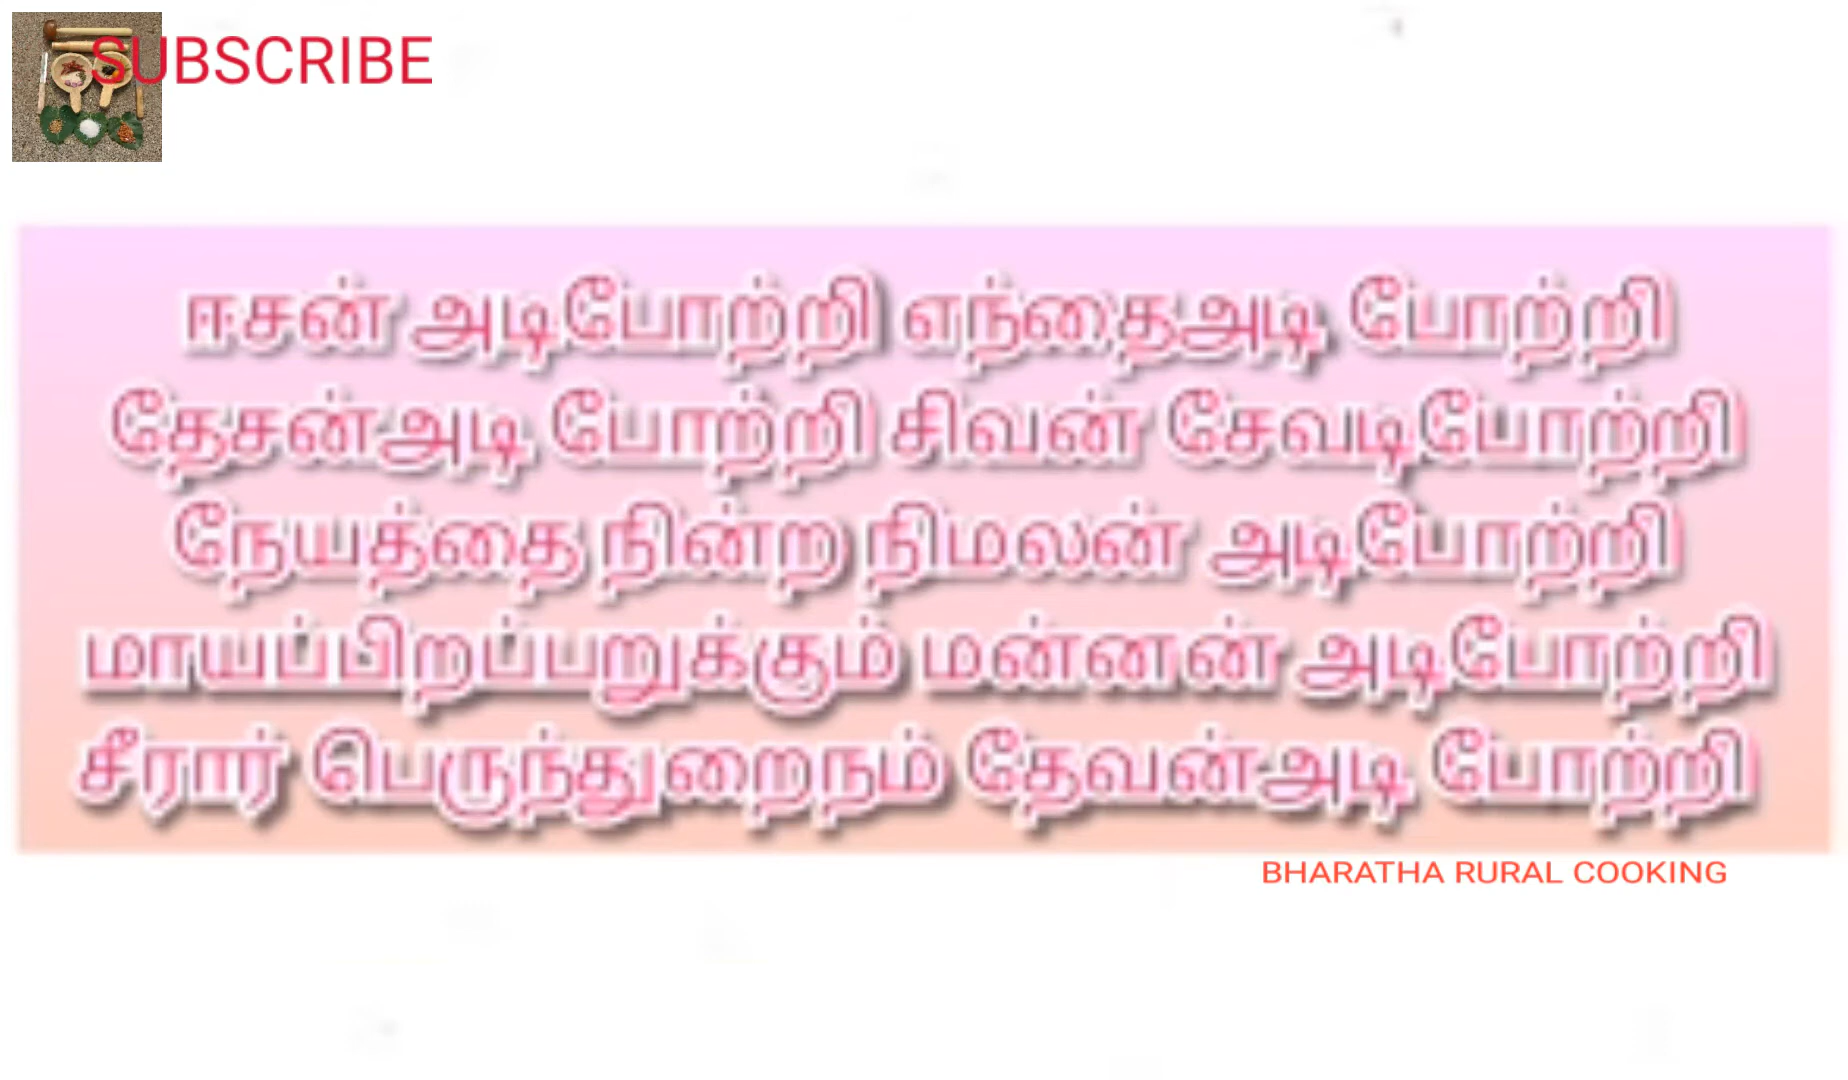 SUBSCRIBE
ஈசன் அடிபோற்றி எந்தைஅடி போற்றி
தேசன்அடி போற்றி சிவன் சேவடிபோற்றி
நேயத்தை நின்ற நிமலன் அடிபோற்றி
மாயப்பிறப்பறுக்கும் மன்னன் அடிபோற்றி
சீரார் பெருந்துறைநம் தேவன்அடி போற்றி
BHARATHA RURAL COOKING